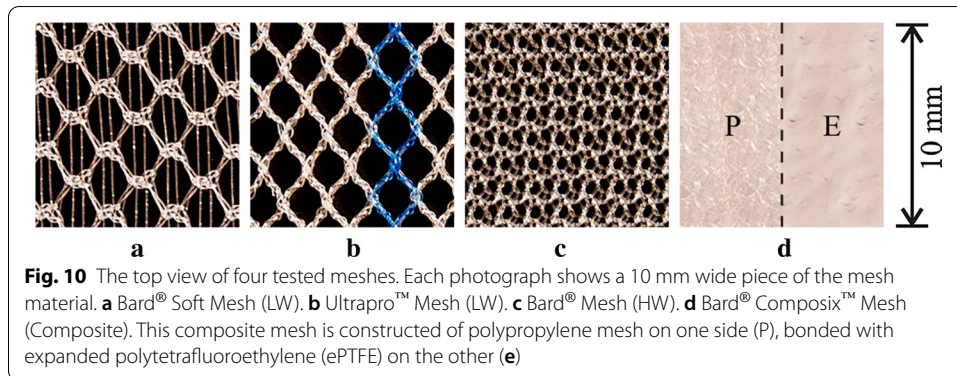 P E
10 mm
a b c d
Fig. 10 The top view of four tested meshes. Each photograph shows a 10 mm wide piece of the mesh
material. a Bard® Soft Mesh (LW). b Ultrapro™ Mesh (LW). c Bard® Mesh (HW). d Bard® Composix™ Mesh
(Composite). This composite mesh is constructed of polypropylene mesh on one side (P), bonded with
expanded polytetrafluoroethylene (ePTFE) on the other (e)